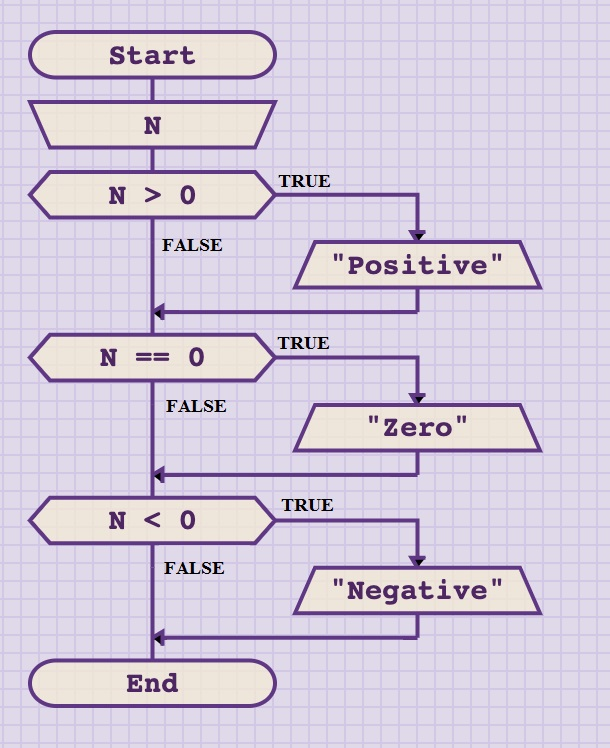 Start
N
N > 0
TRUE
FALSE
"Positive"
N == 0
TRUE
FALSE
"Zero"
N < 0
TRUE
FALSE
"Negative"
End